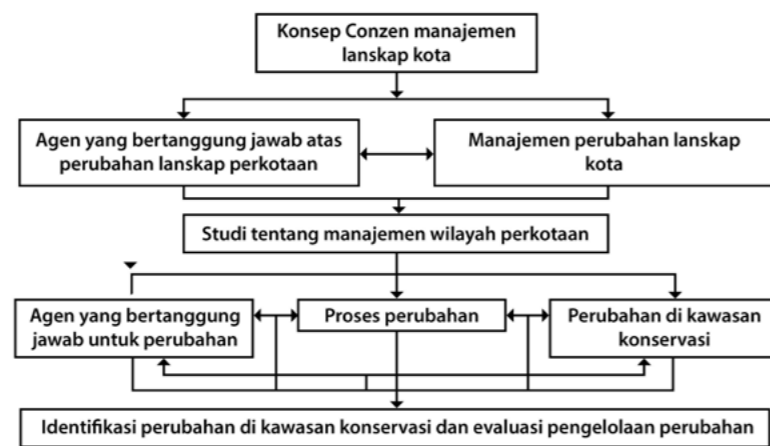 Konsep Conzen manajemen
lanskap kota
Agen yang bertanggung jawab atas
perubahan lanskap perkotaan
Manajemen perubahan lanskap
kota
Studi tentang manajemen wilayah perkotaan
Agen yang bertanggung
jawab untuk perubahan
Proses perubahan
Perubahan di kawasan
konservasi
Identifikasi perubahan di kawasan konservasi dan evaluasi pengelolaan perubahan